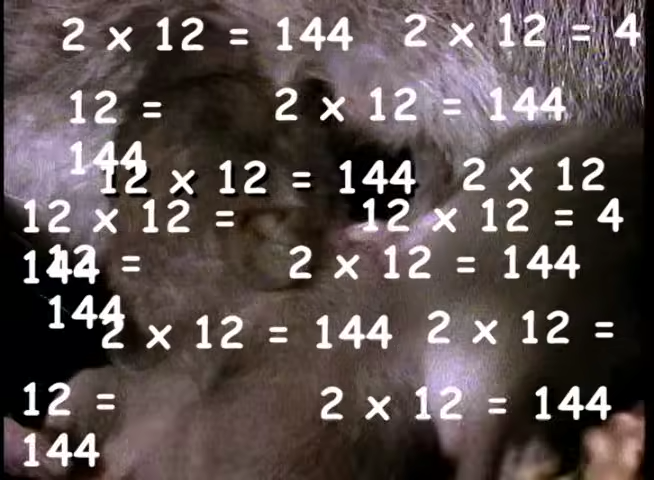 2 x 12 = 144 2 x 12 = 4
12 = 2 x 12 = 144
144
12 x 12 = 144 2 x 12
12 x 12 = 12 x 12 = 4
144
12 = 2 x 12 = 144
144
2 x 12 = 144 2 x 12 =
12 = 2 x 12 = 144
144